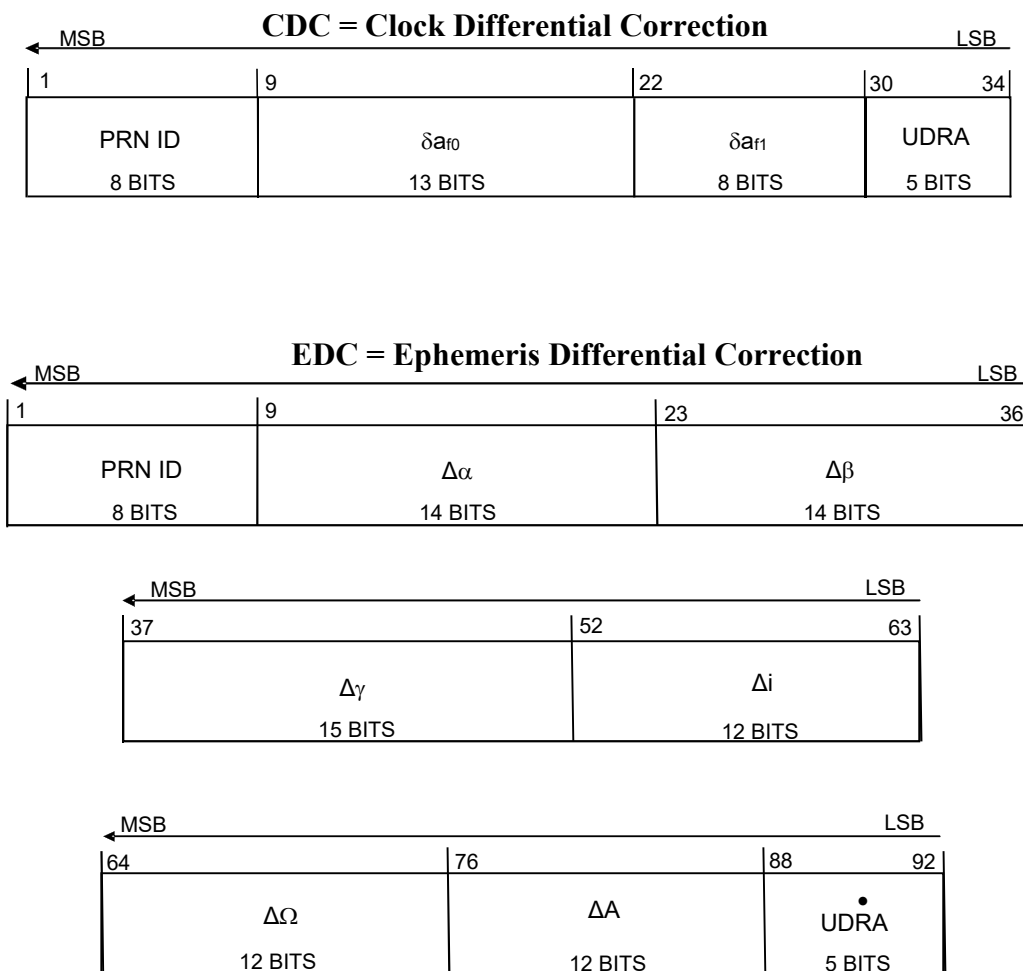 CDC = Clock Differential Correction
MSB LSB
1 9 22 30 34
PRN ID δaf0 δaf1 UDRA
8 BITS 13 BITS 8 BITS 5 BITS
EDC = Ephemeris Differential Correction
MSB LSB
1 9 23 36
PRN ID Δα Δβ
8 BITS 14 BITS 14 BITS
MSB LSB
37 52 63
Δγ Δi
15 BITS 12 BITS
MSB LSB
64 76 88 92
ΔΩ ΔA UDRȦ
12 BITS 12 BITS 5 BITS